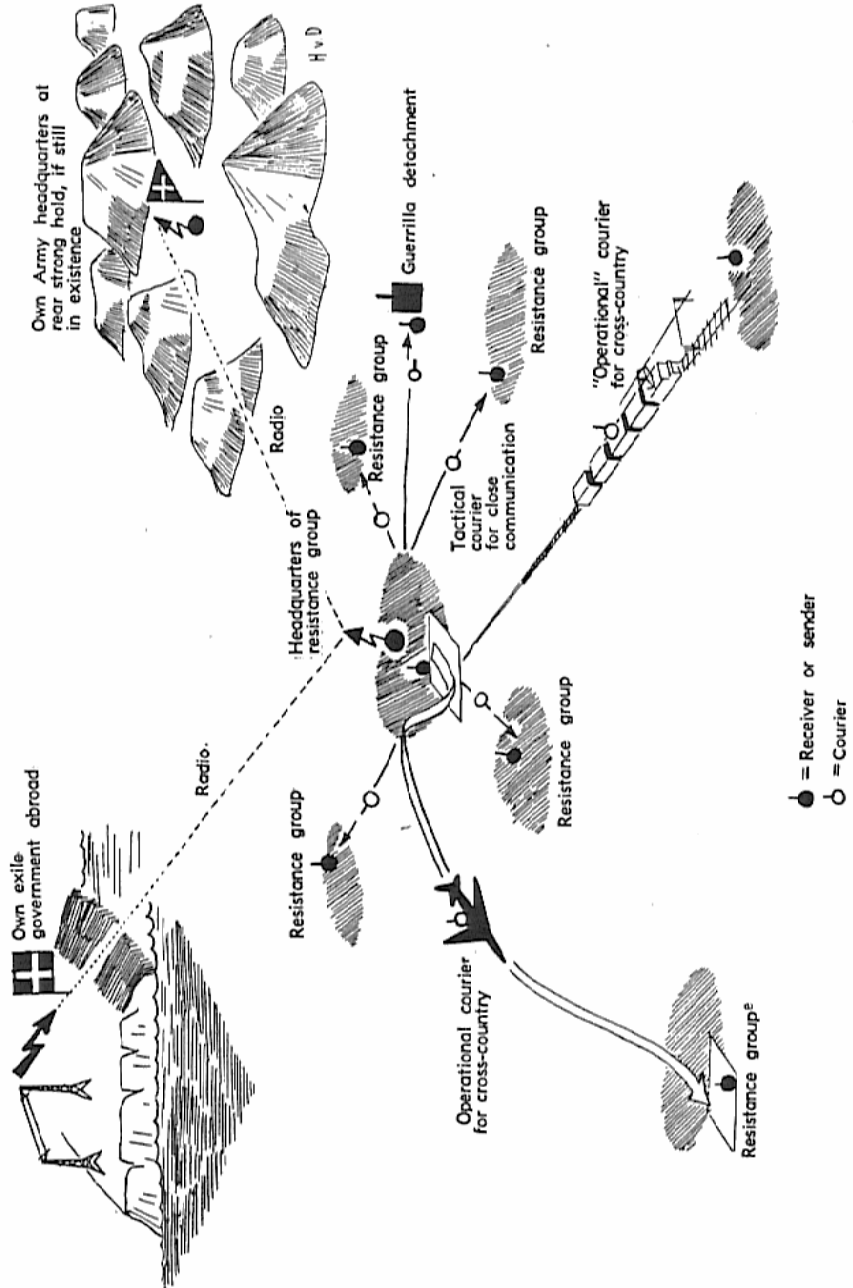 Own exile
government abroad
Own Army headquarters at
rear strong hold, if still
in existence
H v D
Radio.
Radio
Headquarters of
resistance group
Resistance group
Resistance group
Guerrilla detachment
Tactical
courier
for close
communication
Operational courier
for cross-country
Resistance group
Resistance group
"Operational" courier
for cross-country
Resistance groupᵉ
= Receiver or sender
= Courier